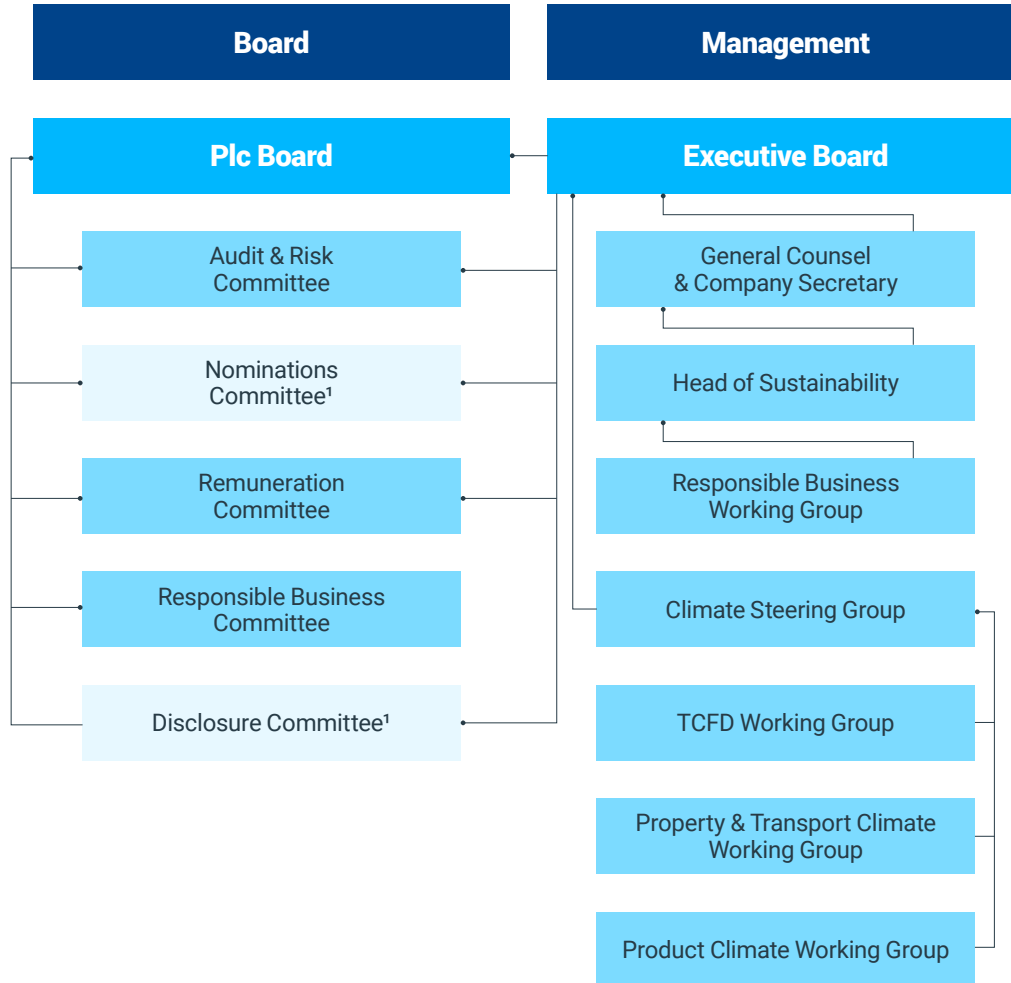 Board
Plc Board
Audit & Risk
Committee
Nominations
Committee¹
Remuneration
Committee
Responsible Business
Committee
Disclosure Committee¹
Management
Executive Board
General Counsel
& Company Secretary
Head of Sustainability
Responsible Business
Working Group
Climate Steering Group
TCFD Working Group
Property & Transport Climate
Working Group
Product Climate Working Group